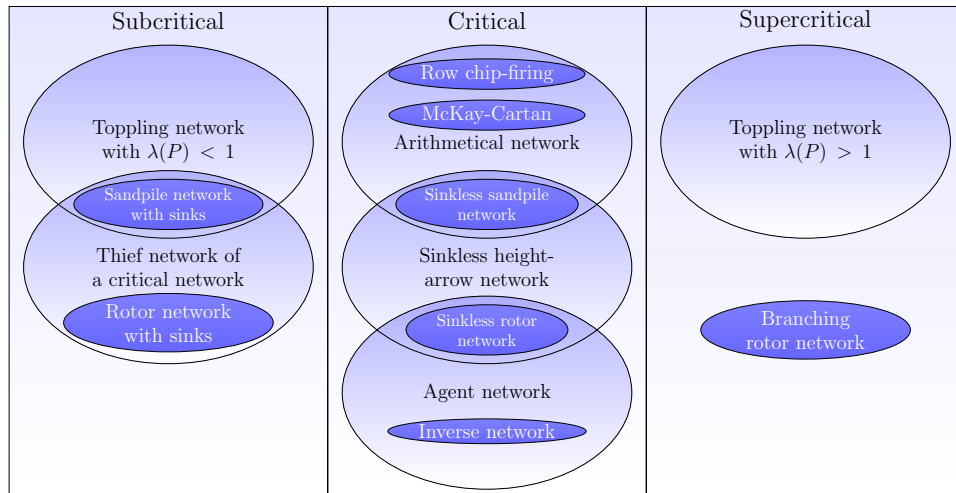 Subcritical
Toppling network
with λ(P) < 1
Sandpile network
with sinks
Thief network of
a critical network
Rotor network
with sinks
Critical
Row chip-firing
McKay-Cartan
Arithmetical network
Sinkless sandpile
network
Sinkless height-
arrow network
Sinkless rotor
network
Agent network
Inverse network
Supercritical
Toppling network
with λ(P) > 1
Branching
rotor network